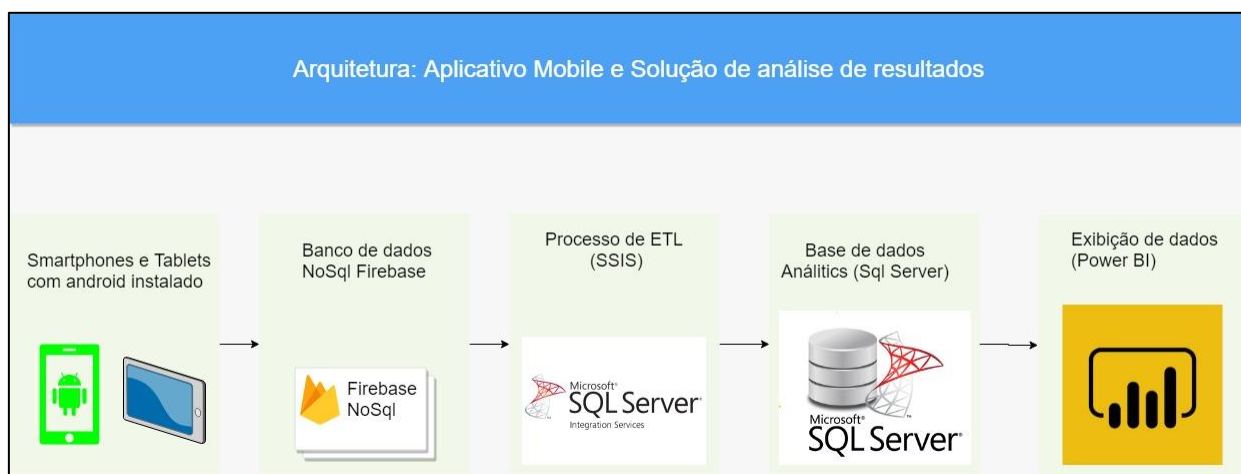 Arquitetura: Aplicativo Mobile e Solução de análise de resultados
Smartphones e Tablets
com android instalado
Banco de dados
NoSql Firebase
Firebase
NoSql
Processo de ETL
(SSIS)
Microsoft®
SQL Server®
Integration Services
Base de dados
Análitics (Sql Server)
Microsoft®
SQL Server®
Exibição de dados
(Power BI)